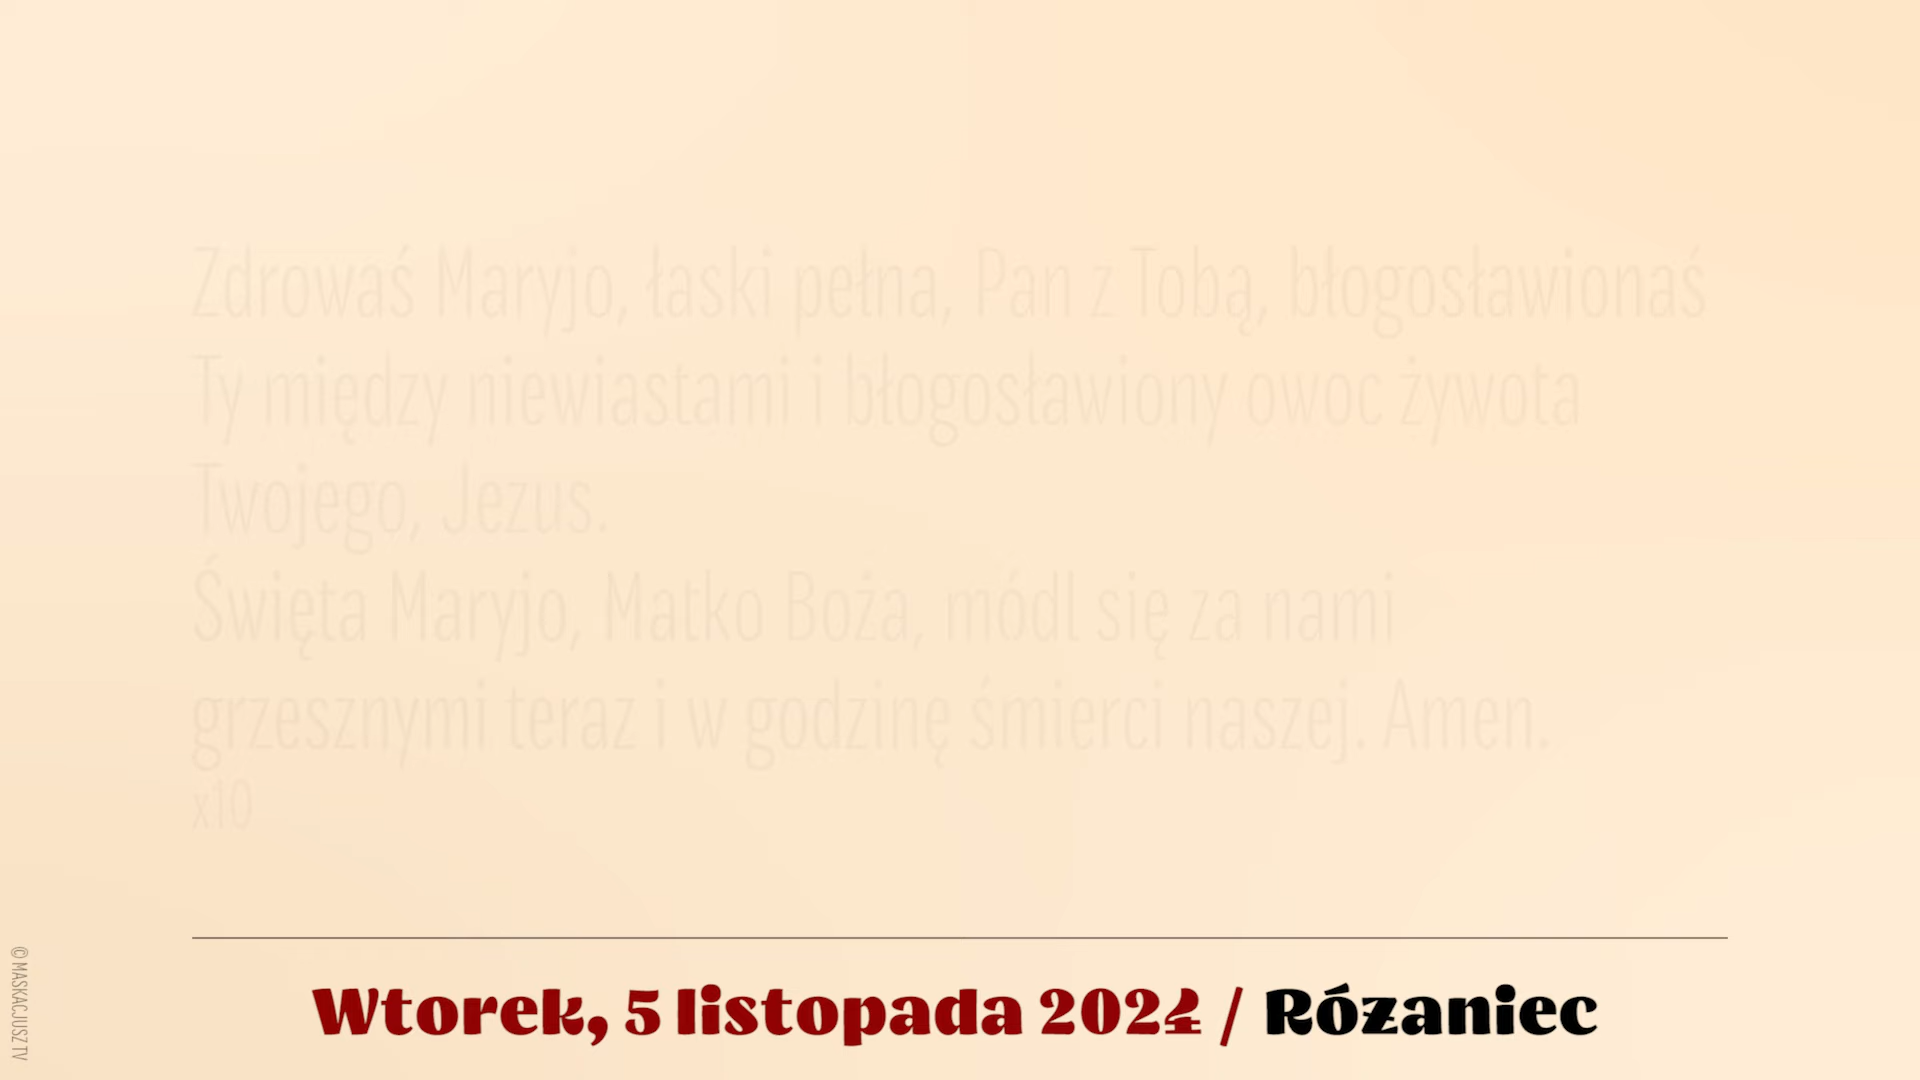 Zdrowaś Maryjo, łaski pełna, Pan z Tobą, błogosławionaś
Ty między niewiastami i błogosławiony owoc żywota
Twojego, Jezus.
Święta Maryjo, Matko Boża, módl się za nami
grzesznymi teraz i w godzinę śmierci naszej. Amen.
x10
Wtorek, 5 listopada 2024 / Różaniec
© MASKACJUSZ TV